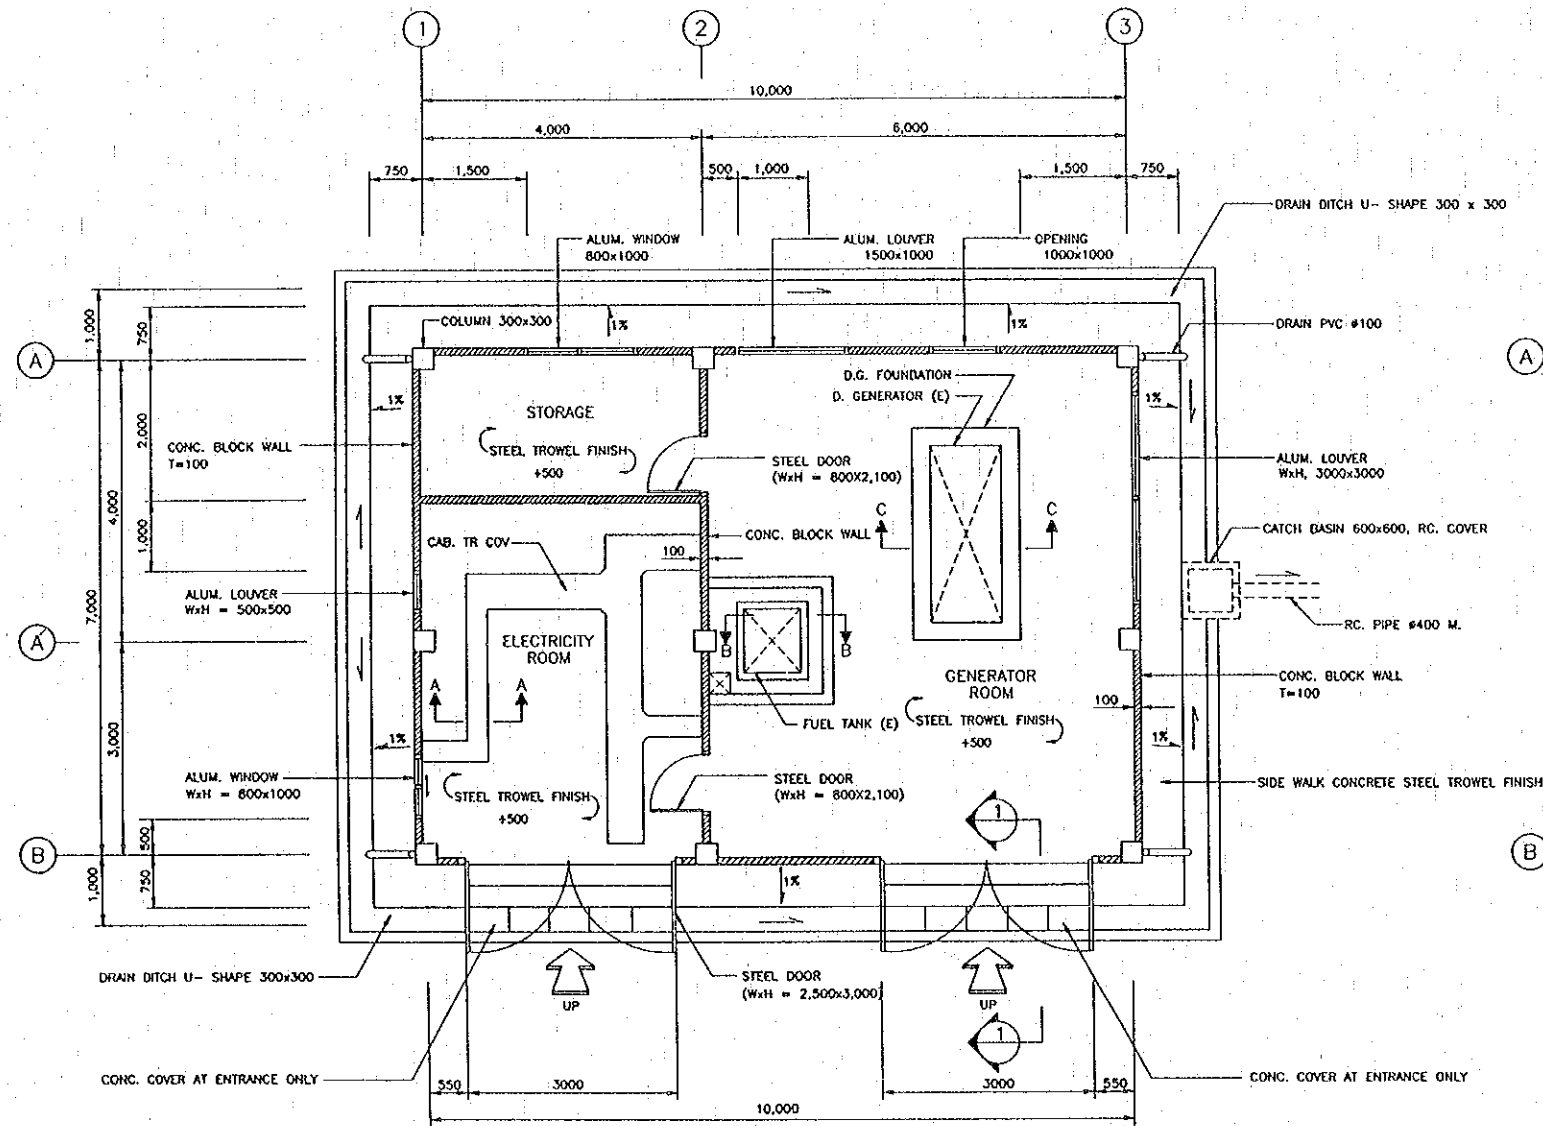 1
2
3
10,000
4,000
6,000
750
1,500
500
1,000
1,500
750
DRAIN DITCH U- SHAPE 300 x 300
ALUM. WINDOW
800x1000
ALUM. LOUVER
1500x1000
OPENING
1000x1000
1,000
750
COLUMN 300x300
1%
1%
DRAIN PVC ø100
A
A
D.G. FOUNDATION
D. GENERATOR (E)
1%
1%
STORAGE
2,000
CONC. BLOCK WALL
T=100
STEEL TROWEL FINISH
+500
STEEL DOOR
(WxH = 800X2,100)
ALUM. LOUVER
WxH, 3000x3000
4,000
C
C
CATCH BASIN 600x600, RC. COVER
1,000
CAB. TR COV
CONC. BLOCK WALL
100
7,000
ALUM. LOUVER
WxH = 500x500
RC. PIPE ø400 M.
A'
ELECTRICITY
ROOM
B
B
GENERATOR
ROOM
CONC. BLOCK WALL
T=100
A
A
100
FUEL TANK (E)
STEEL TROWEL FINISH
+500
3,000
1%
1%
ALUM. WINDOW
WxH = 800x1000
STEEL TROWEL FINISH
+500
STEEL DOOR
(WxH = 800X2,100)
SIDE WALK CONCRETE STEEL TROWEL FINISH
1
500
B
B
1,000
750
1%
DRAIN DITCH U- SHAPE 300x300
STEEL DOOR
(WxH = 2,500x3,000)
UP
UP
1
CONC. COVER AT ENTRANCE ONLY
550
3000
3000
550
CONC. COVER AT ENTRANCE ONLY
10,000